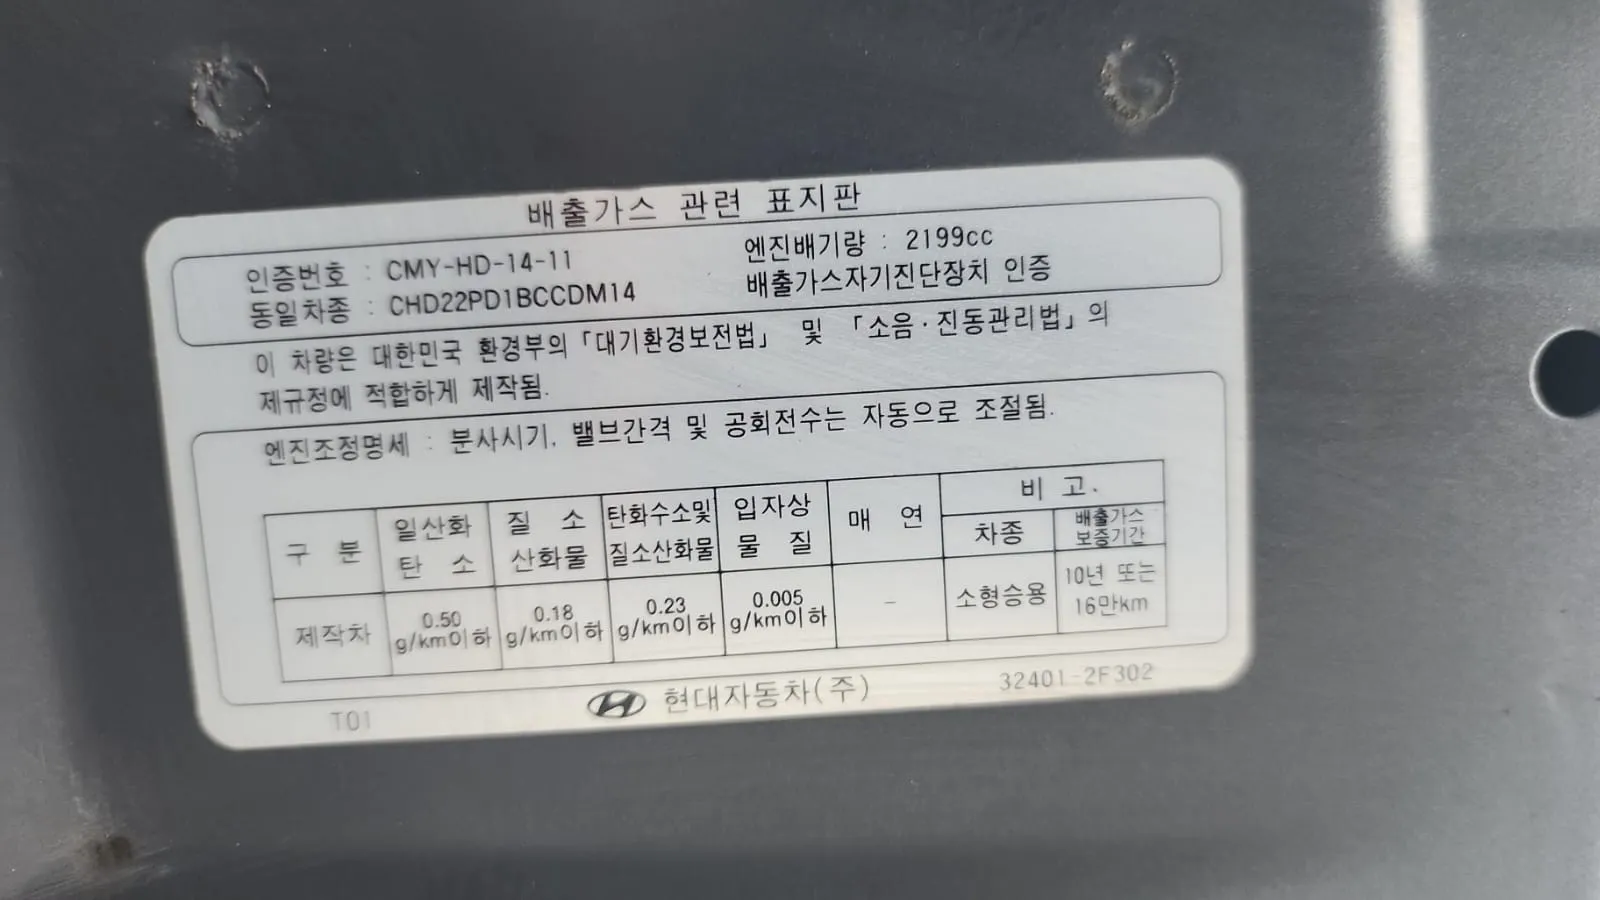 배출가스 관련 표지판
인증번호 : CMY-HD-14-11 엔진배기량 : 2199cc
동일차종 : CHD22PD1BCCDM14 배출가스자기진단장치 인증
이 차량은 대한민국 환경부의 「대기환경보전법」 및 「소음·진동관리법」의
제규정에 적합하게 제작됨.
엔진조정명세 : 분사시기, 밸브간격 및 공회전수는 자동으로 조절됨.
구 분 일산화 탄 소 질 소 산화물 탄화수소및 질소산화물 입자상 물 질 매 연 비 고.
차종 배출가스 보증기간
제작차 0.50 g/km이하 0.18 g/km이하 0.23 g/km이하 0.005 g/km이하 - 소형승용 10년 또는 16만km
T01 현대자동차(주) 32401-2F302